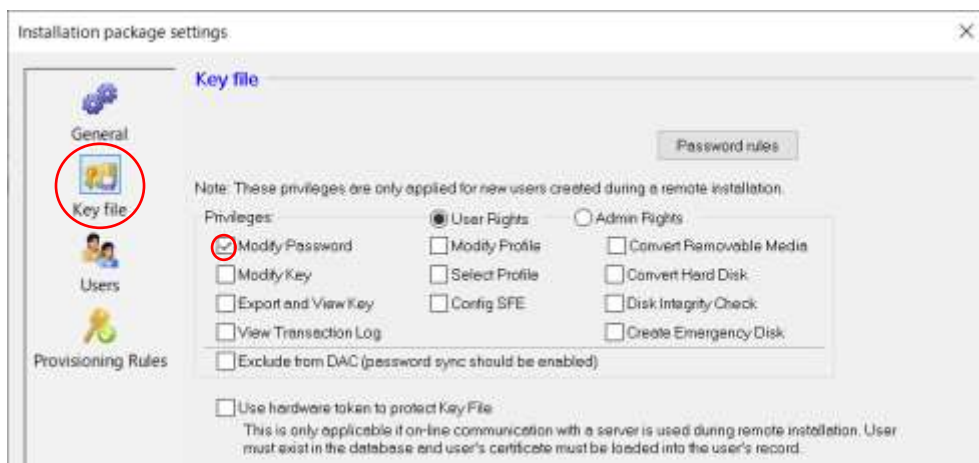 Installation package settings
Key file
General
Password rules
Key file
Note: These privileges are only applied for new users created during a remote installation.
Privileges: User Rights Admin Rights
Modify Password Modify Profile Convert Removable Media
Modify Key Select Profile Convert Hard Disk
Users
Export and View Key Config SFE Disk Integrity Check
View Transaction Log Create Emergency Disk
Provisioning Rules
Exclude from DAC (password sync should be enabled)
Use hardware token to protect Key File
This is only applicable if on-line communication with a server is used during remote installation. User
must exist in the database and user's certificate must be loaded into the user's record.